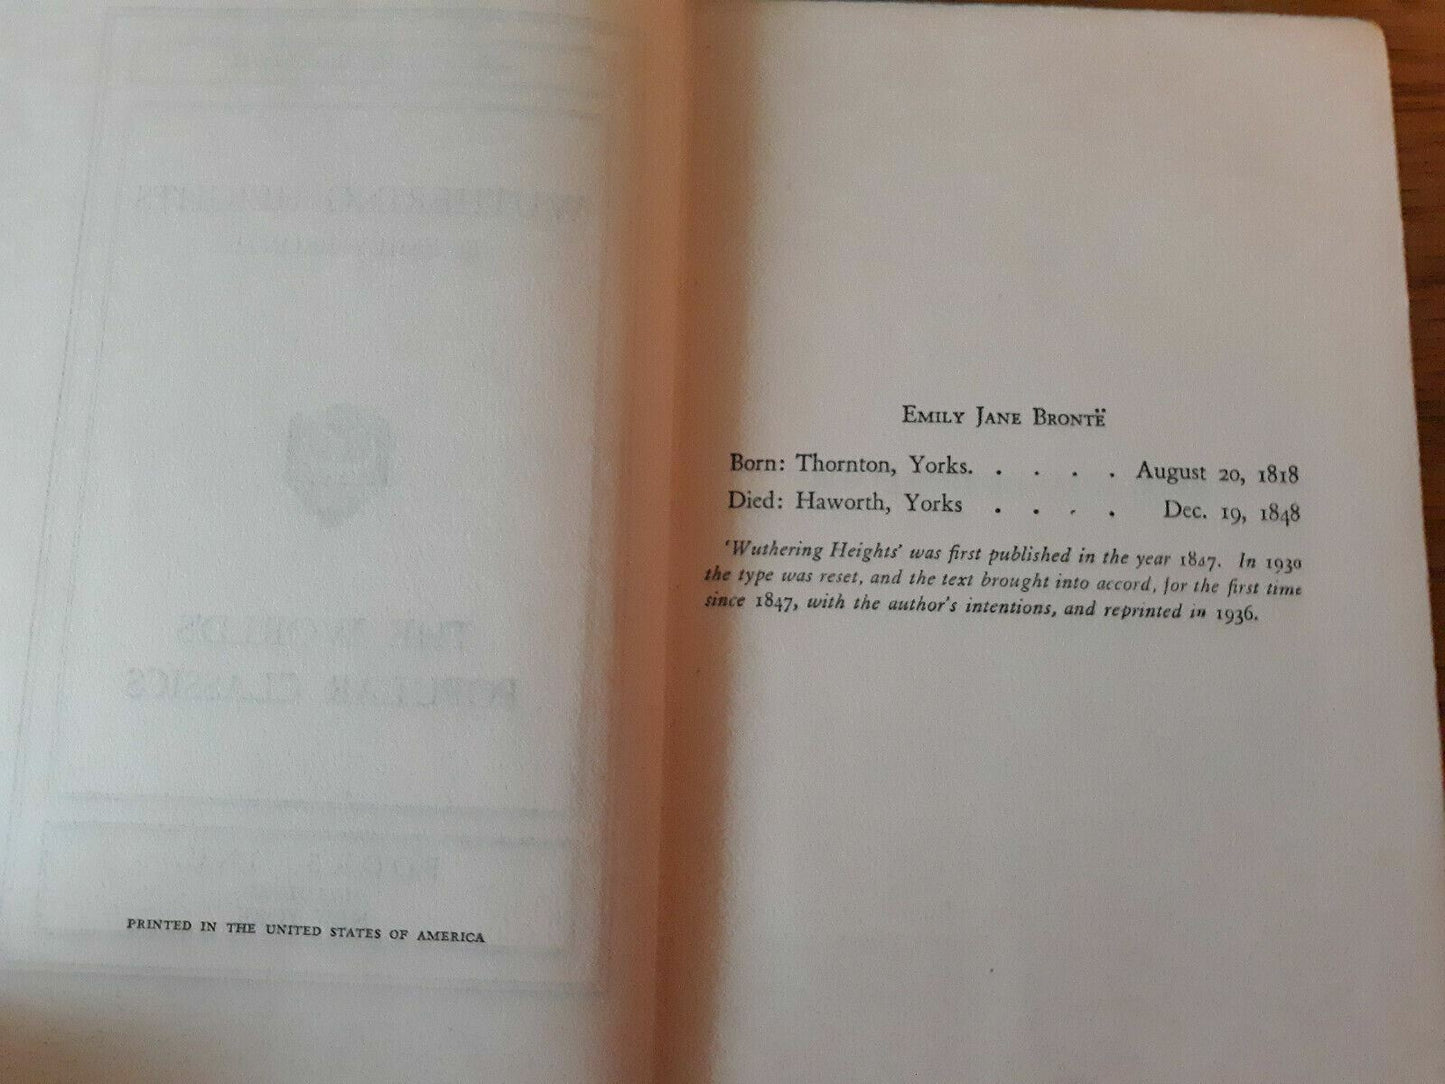 PRINTED IN THE UNITED STATES OF AMERICA
EMILY JANE BRONTË
Born: Thornton, Yorks. . . . . August 20, 1818
Died: Haworth, Yorks . . . . Dec. 19, 1848
'Wuthering Heights' was first published in the year 1847. In 1930
the type was reset, and the text brought into accord, for the first time
since 1847, with the author's intentions, and reprinted in 1936.